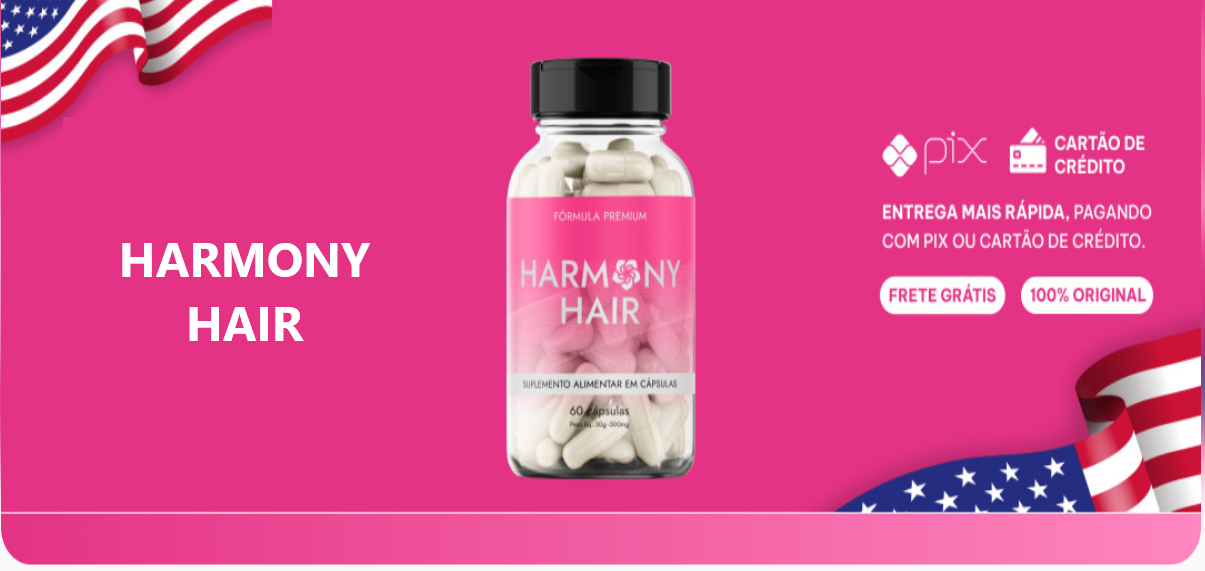 HARMONY
HAIR
FÓRMULA PREMIUM
HARMONY
HAIR
SUPLEMENTO ALIMENTAR EM CÁPSULAS
60 cápsulas
Peso liq. 30g - 500mg
pix
CARTÃO DE
CRÉDITO
ENTREGA MAIS RÁPIDA, PAGANDO
COM PIX OU CARTÃO DE CRÉDITO.
FRETE GRÁTIS
100% ORIGINAL